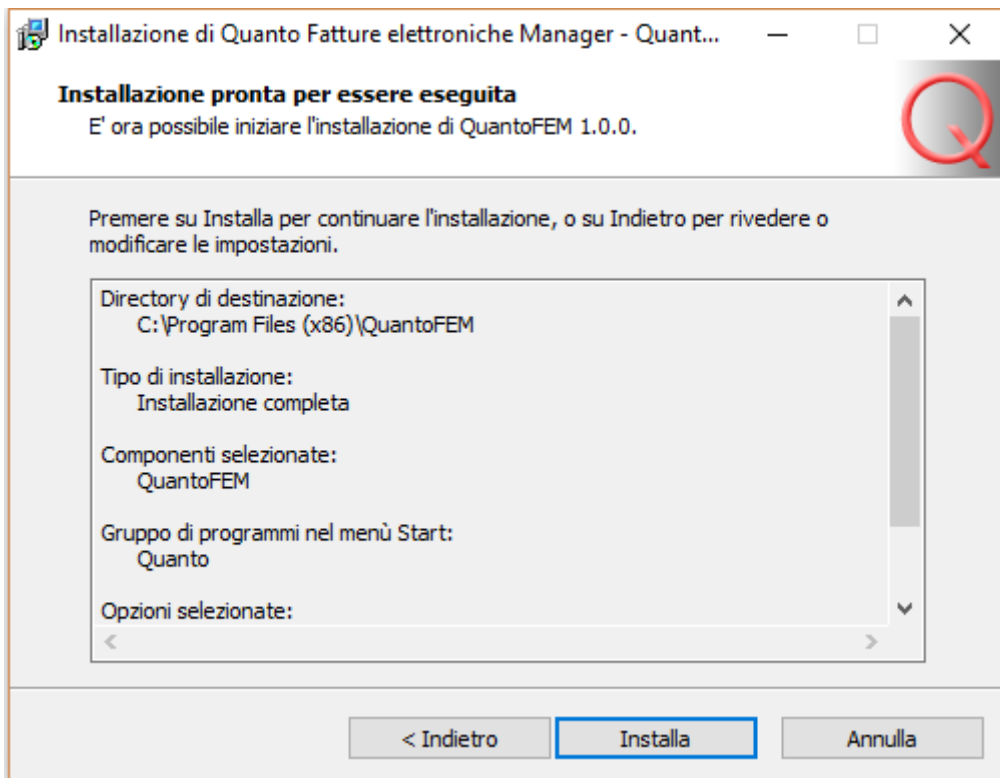 Installazione di Quanto Fatture elettroniche Manager - Quant...
Installazione pronta per essere eseguita
E' ora possibile iniziare l'installazione di QuantoFEM 1.0.0.
Premere su Installa per continuare l'installazione, o su Indietro per rivedere o
modificare le impostazioni.
Directory di destinazione:
C:\Program Files (x86)\QuantoFEM
Tipo di installazione:
Installazione completa
Componenti selezionate:
QuantoFEM
Gruppo di programmi nel menù Start:
Quanto
Opzioni selezionate:
< Indietro
Installa
Annulla